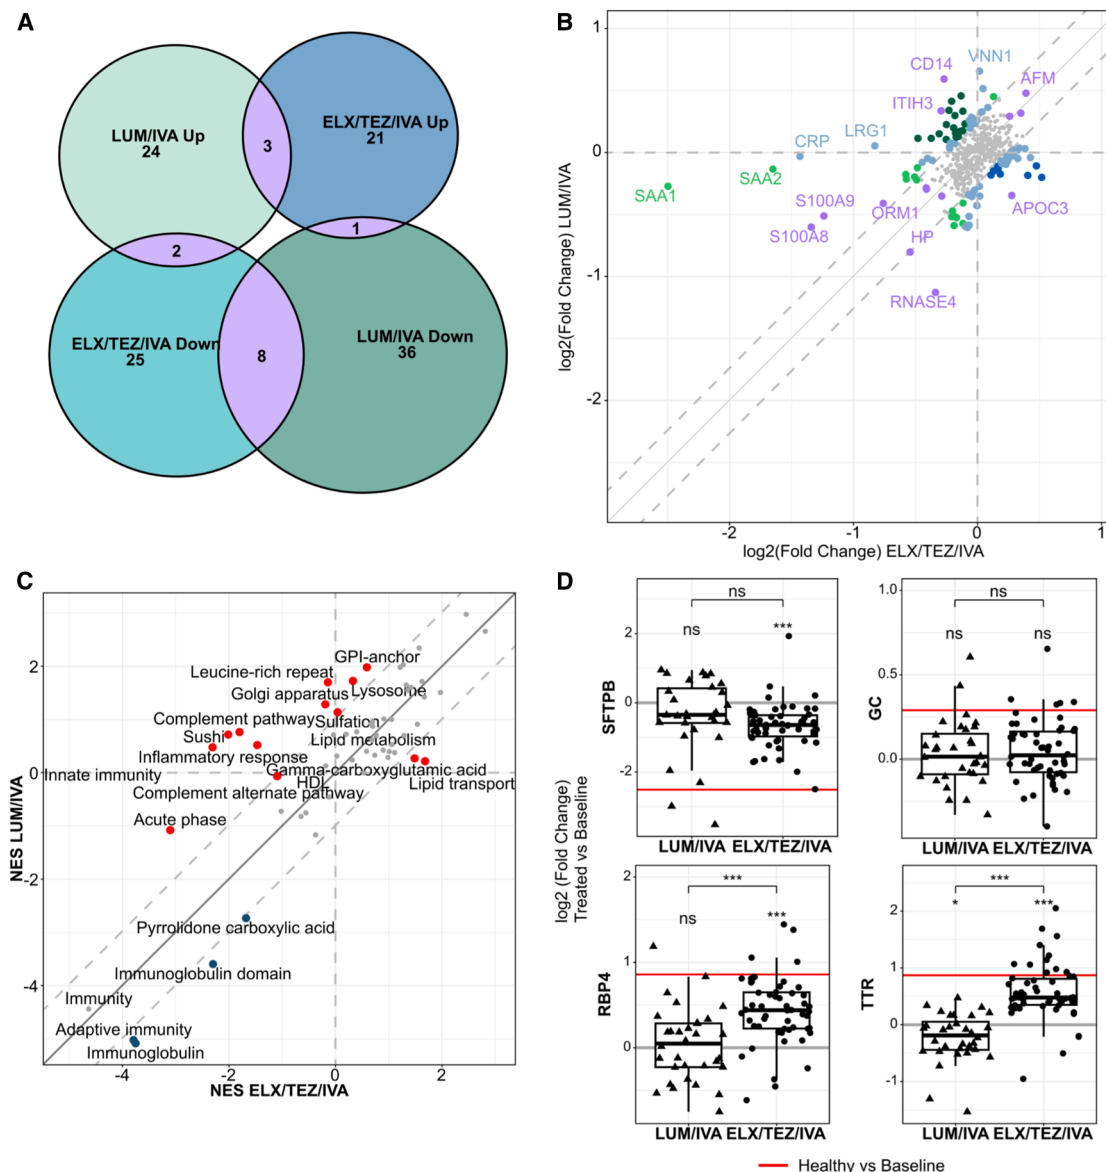 A
LUM/IVA Up
24
3
ELX/TEZ/IVA Up
21
1
2
ELX/TEZ/IVA Down
25
8
LUM/IVA Down
36
B
log2(Fold Change) LUM/IVA
1
0
-1
-2
VNN1
CD14
AFM
ITIH3
LRG1
CRP
SAA2
SAA1
S100A9
ORM1
APOC3
S100A8
HP
RNASE4
-2
-1
0
1
log2(Fold Change) ELX/TEZ/IVA
C
NES LUM/IVA
2
0
-2
-4
GPI-anchor
Leucine-rich repeat
Golgi apparatus
Lysosome
Complement pathway
Sulfation
Sushi
Lipid metabolism
Inflammatory response
Gamma-carboxyglutamic acid
Innate immunity
HDL
Lipid transport
Complement alternate pathway
Acute phase
Pyrrolidone carboxylic acid
Immunoglobulin domain
Immunity
Adaptive immunity
Immunoglobulin
-4
-2
0
2
NES ELX/TEZ/IVA
D
log2 (Fold Change)
Treated vs Baseline
SFTPB
2
0
-2
ns
ns
***
LUM/IVA ELX/TEZ/IVA
GC
1.0
0.5
0.0
ns
ns
ns
LUM/IVA ELX/TEZ/IVA
RBP4
2
1
0
***
ns
***
LUM/IVA ELX/TEZ/IVA
TTR
2
1
0
-1
***
*
***
LUM/IVA ELX/TEZ/IVA
Healthy vs Baseline